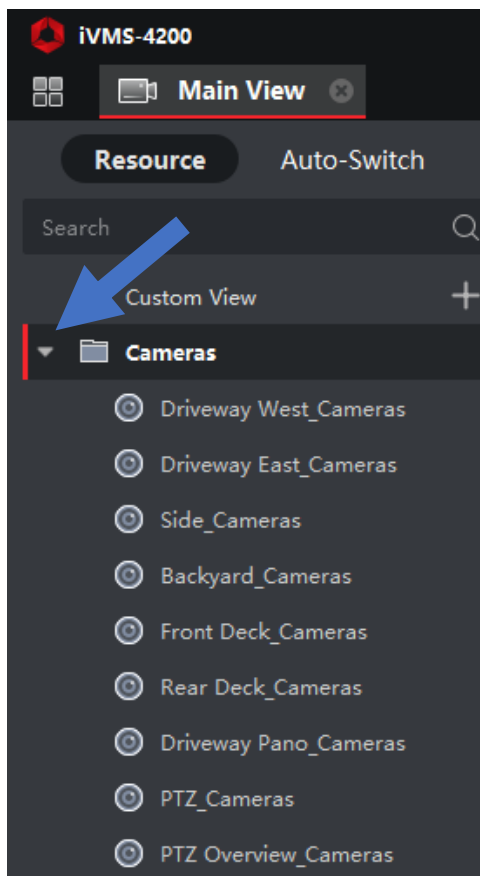 iVMS-4200
Main View
Resource Auto-Switch
Search
Custom View
Cameras
Driveway West_Cameras
Driveway East_Cameras
Side_Cameras
Backyard_Cameras
Front Deck_Cameras
Rear Deck_Cameras
Driveway Pano_Cameras
PTZ_Cameras
PTZ Overview_Cameras